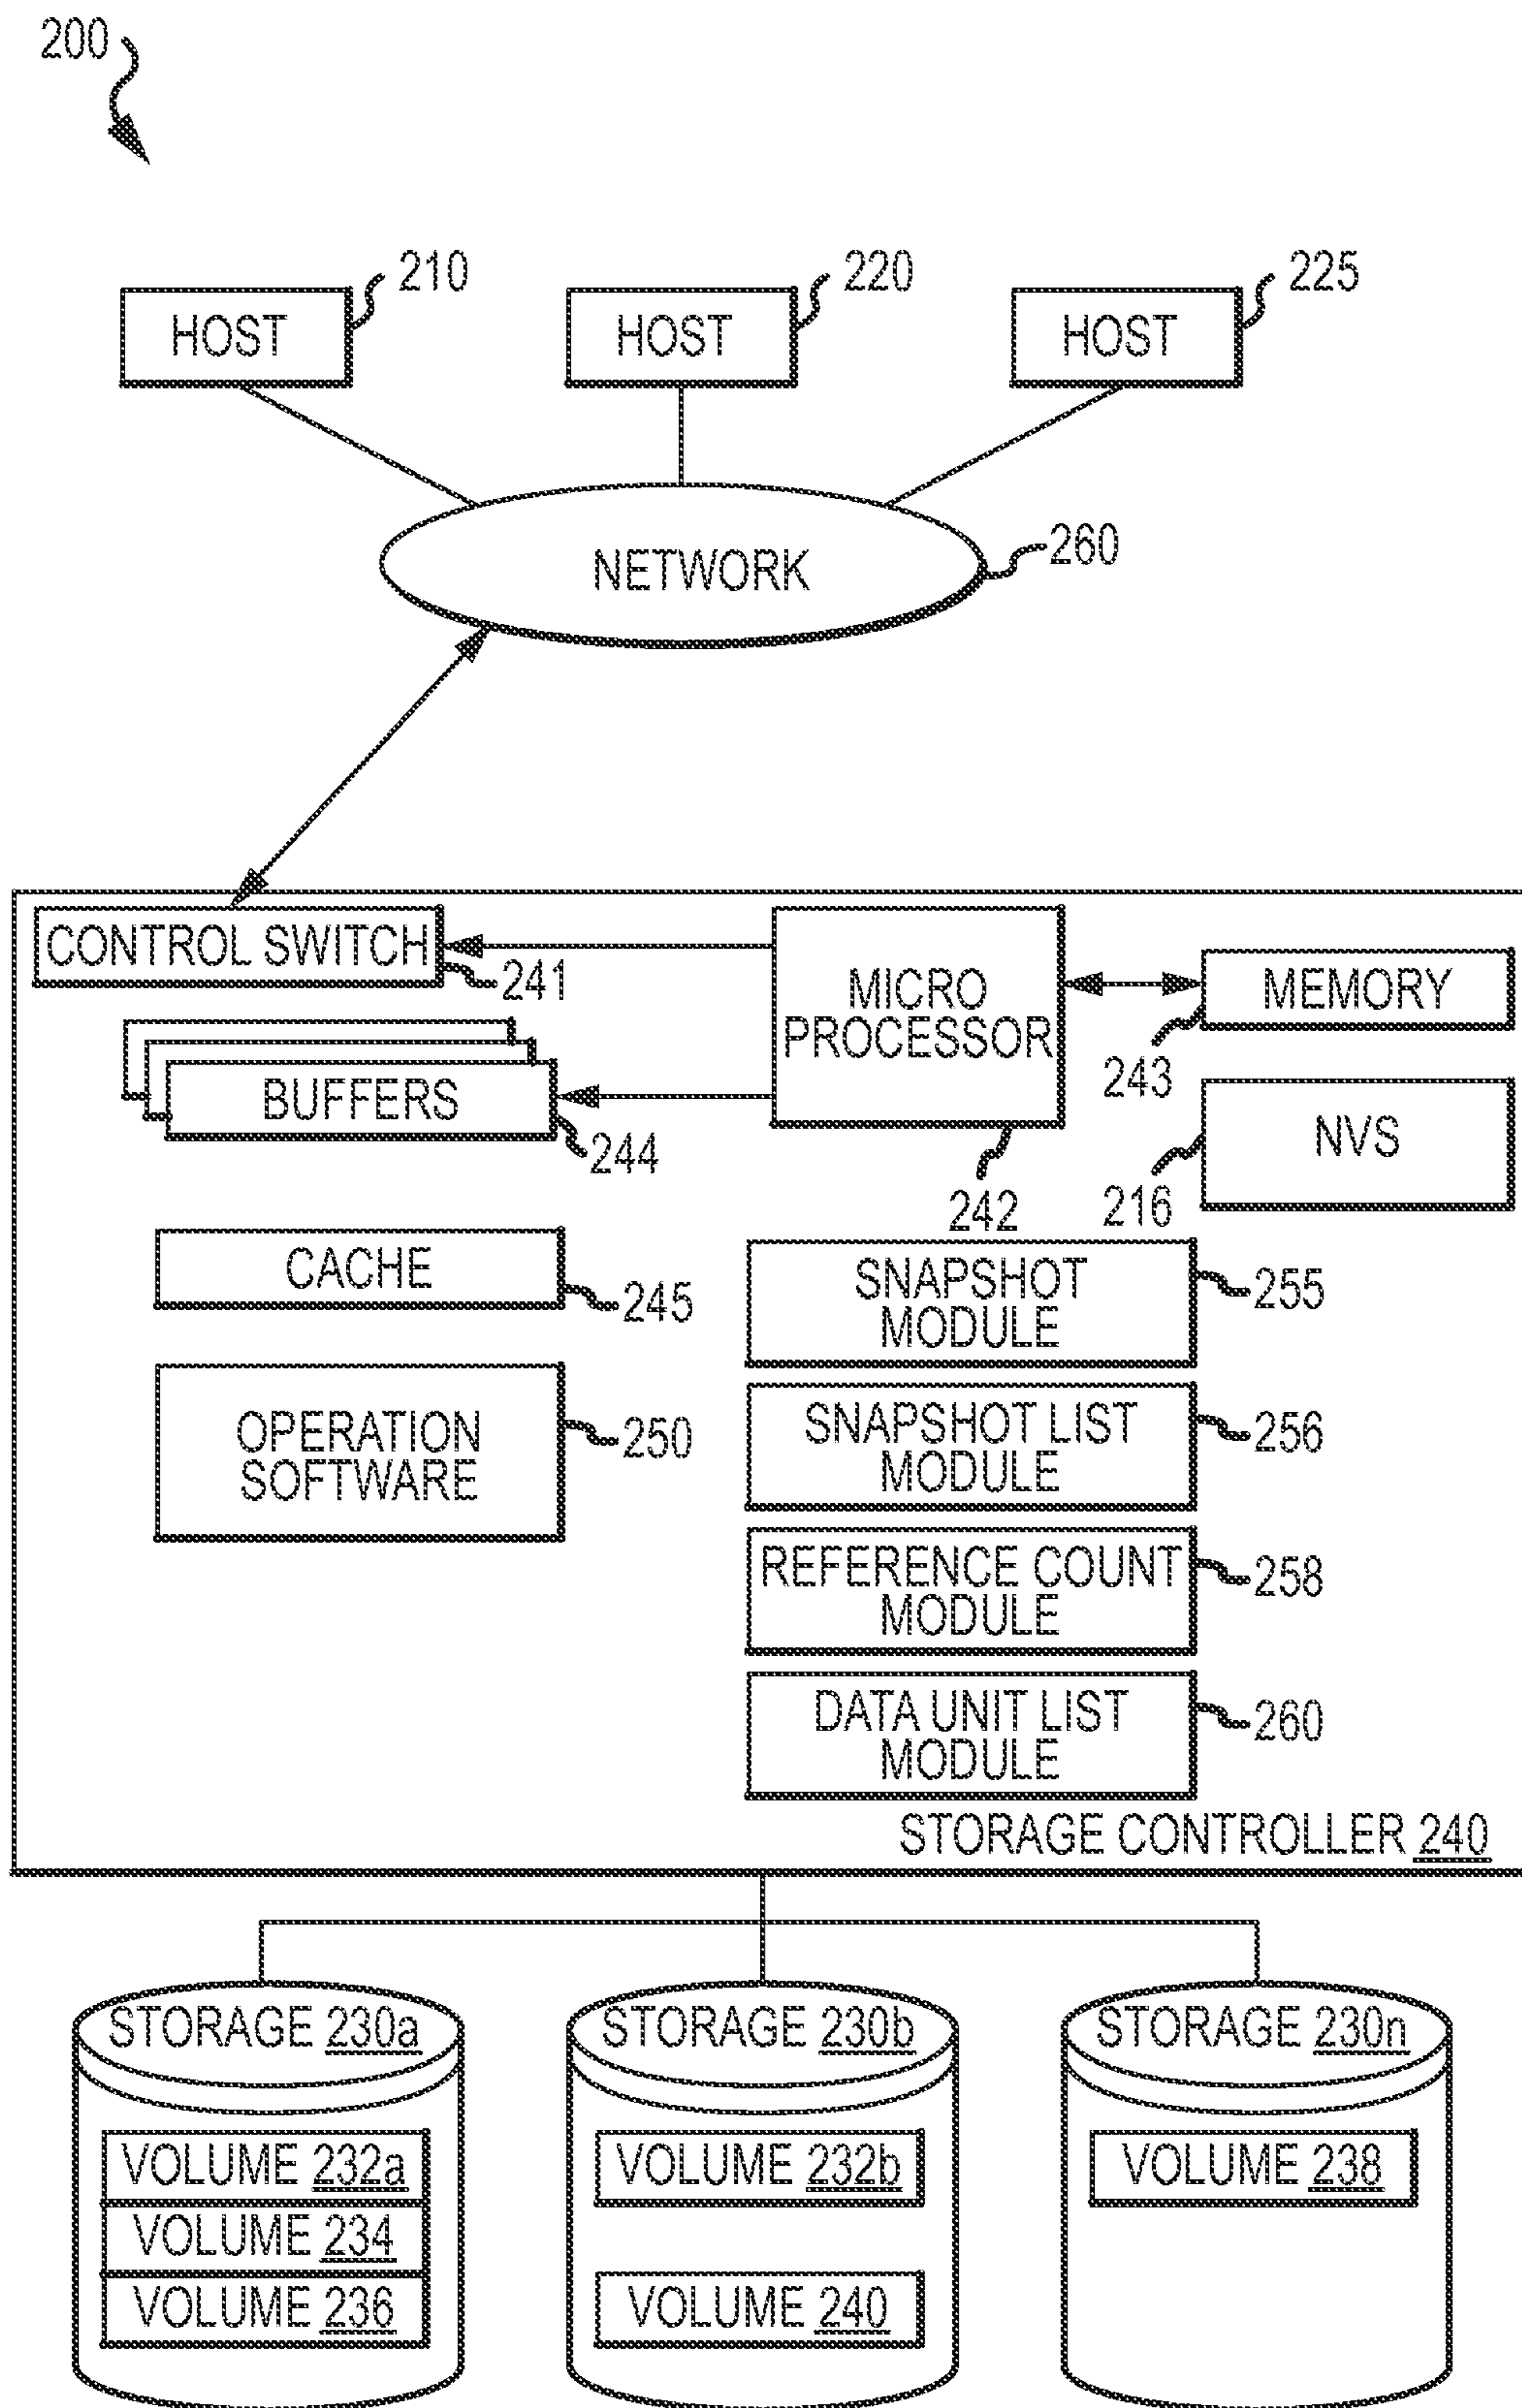 200
210
220
225
HOST
HOST
HOST
NETWORK
260
CONTROL SWITCH
241
MICRO
PROCESSOR
MEMORY
243
BUFFERS
244
NVS
216
242
CACHE
245
SNAPSHOT
MODULE
255
OPERATION
SOFTWARE
250
SNAPSHOT LIST
MODULE
256
REFERENCE COUNT
MODULE
258
DATA UNIT LIST
MODULE
260
STORAGE CONTROLLER 240
STORAGE 230a
STORAGE 230b
STORAGE 230n
VOLUME 232a
VOLUME 234
VOLUME 236
VOLUME 232b
VOLUME 240
VOLUME 238